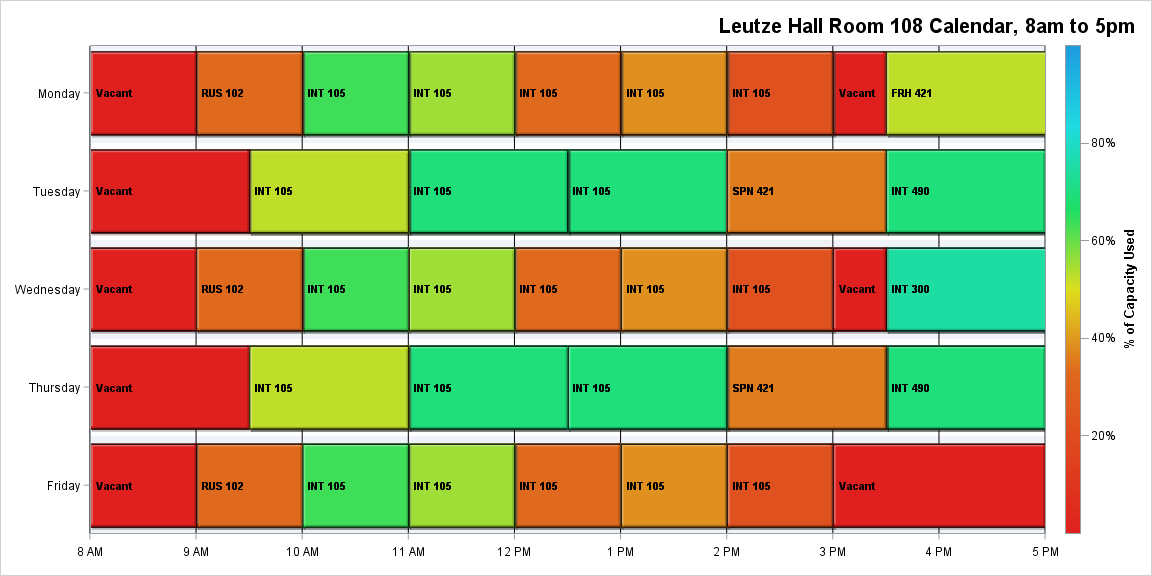 Leutze Hall Room 108 Calendar, 8am to 5pm
Monday
Vacant
RUS 102
INT 105
INT 105
INT 105
INT 105
INT 105
Vacant
FRH 421
Tuesday
Vacant
INT 105
INT 105
INT 105
SPN 421
INT 490
Wednesday
Vacant
RUS 102
INT 105
INT 105
INT 105
INT 105
INT 105
Vacant
INT 300
Thursday
Vacant
INT 105
INT 105
INT 105
SPN 421
INT 490
Friday
Vacant
RUS 102
INT 105
INT 105
INT 105
INT 105
INT 105
Vacant
8 AM
9 AM
10 AM
11 AM
12 PM
1 PM
2 PM
3 PM
4 PM
5 PM
80%
60%
40%
20%
% of Capacity Used